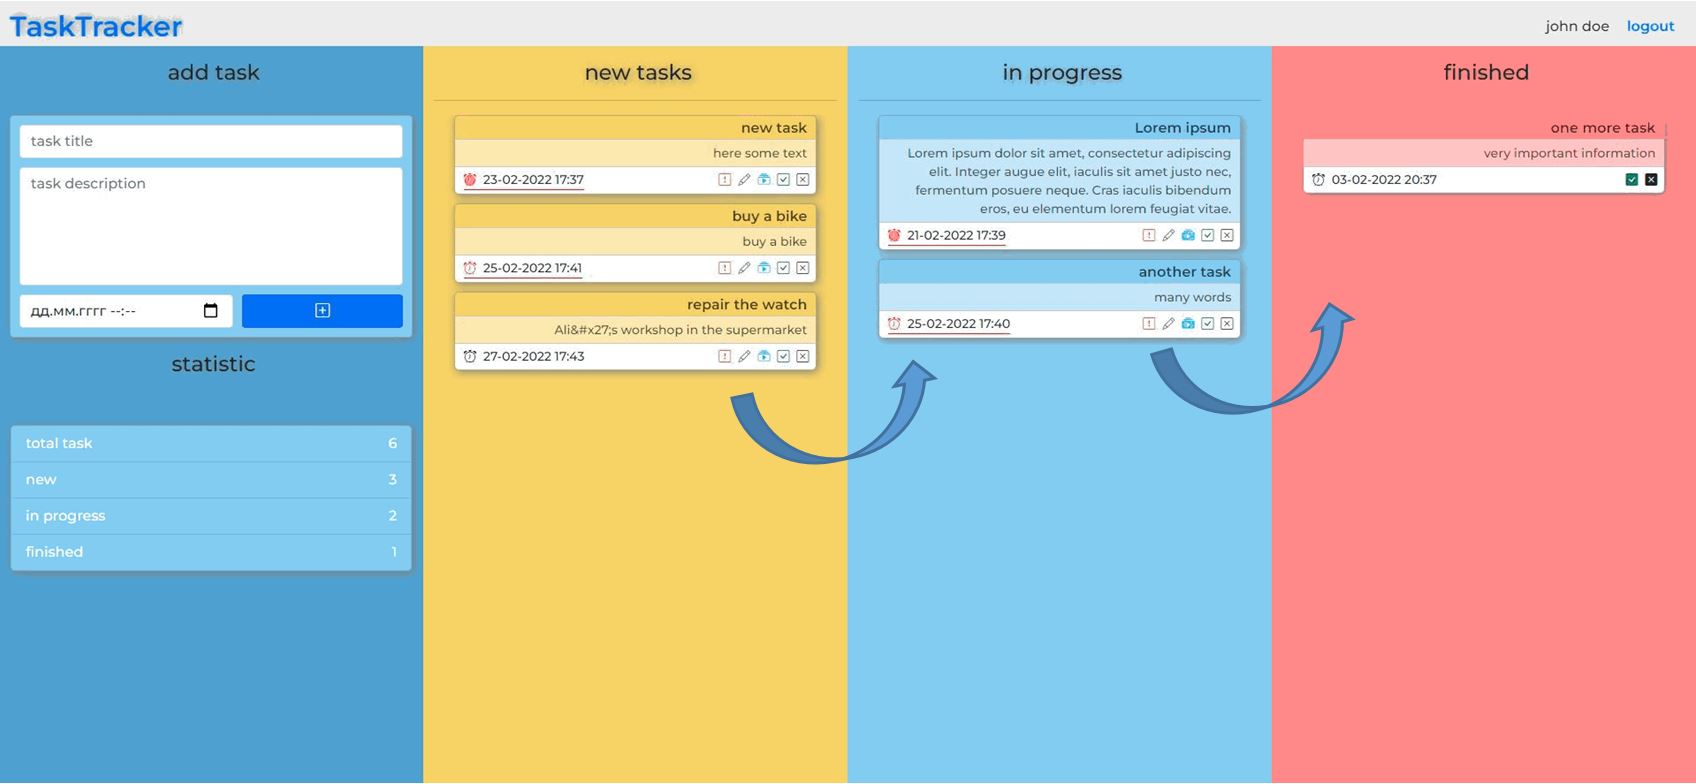 TaskTracker
john doe logout
add task
task title
task description
дд.мм.гггг --:--
statistic
total task 6
new 3
in progress 2
finished 1
new tasks
new task
here some text
23-02-2022 17:37
buy a bike
buy a bike
25-02-2022 17:41
repair the watch
Ali&#x27;s workshop in the supermarket
27-02-2022 17:43
in progress
Lorem ipsum
Lorem ipsum dolor sit amet, consectetur adipiscing
elit. Integer augue elit, iaculis sit amet justo nec,
fermentum posuere neque. Cras iaculis bibendum
eros, eu elementum lorem feugiat vitae.
21-02-2022 17:39
another task
many words
25-02-2022 17:40
finished
one more task
very important information
03-02-2022 20:37